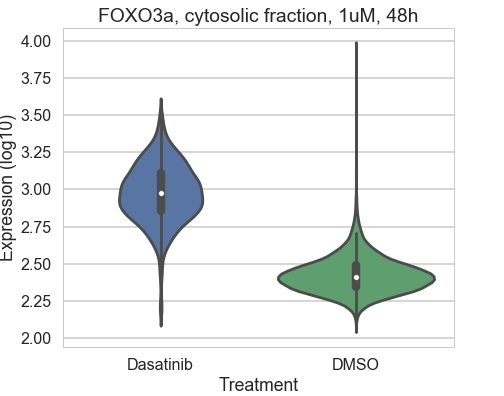 FOXO3a, cytosolic fraction, 1uM, 48h
Expression (log10)
4.00
3.75
3.50
3.25
3.00
2.75
2.50
2.25
2.00
Dasatinib
DMSO
Treatment